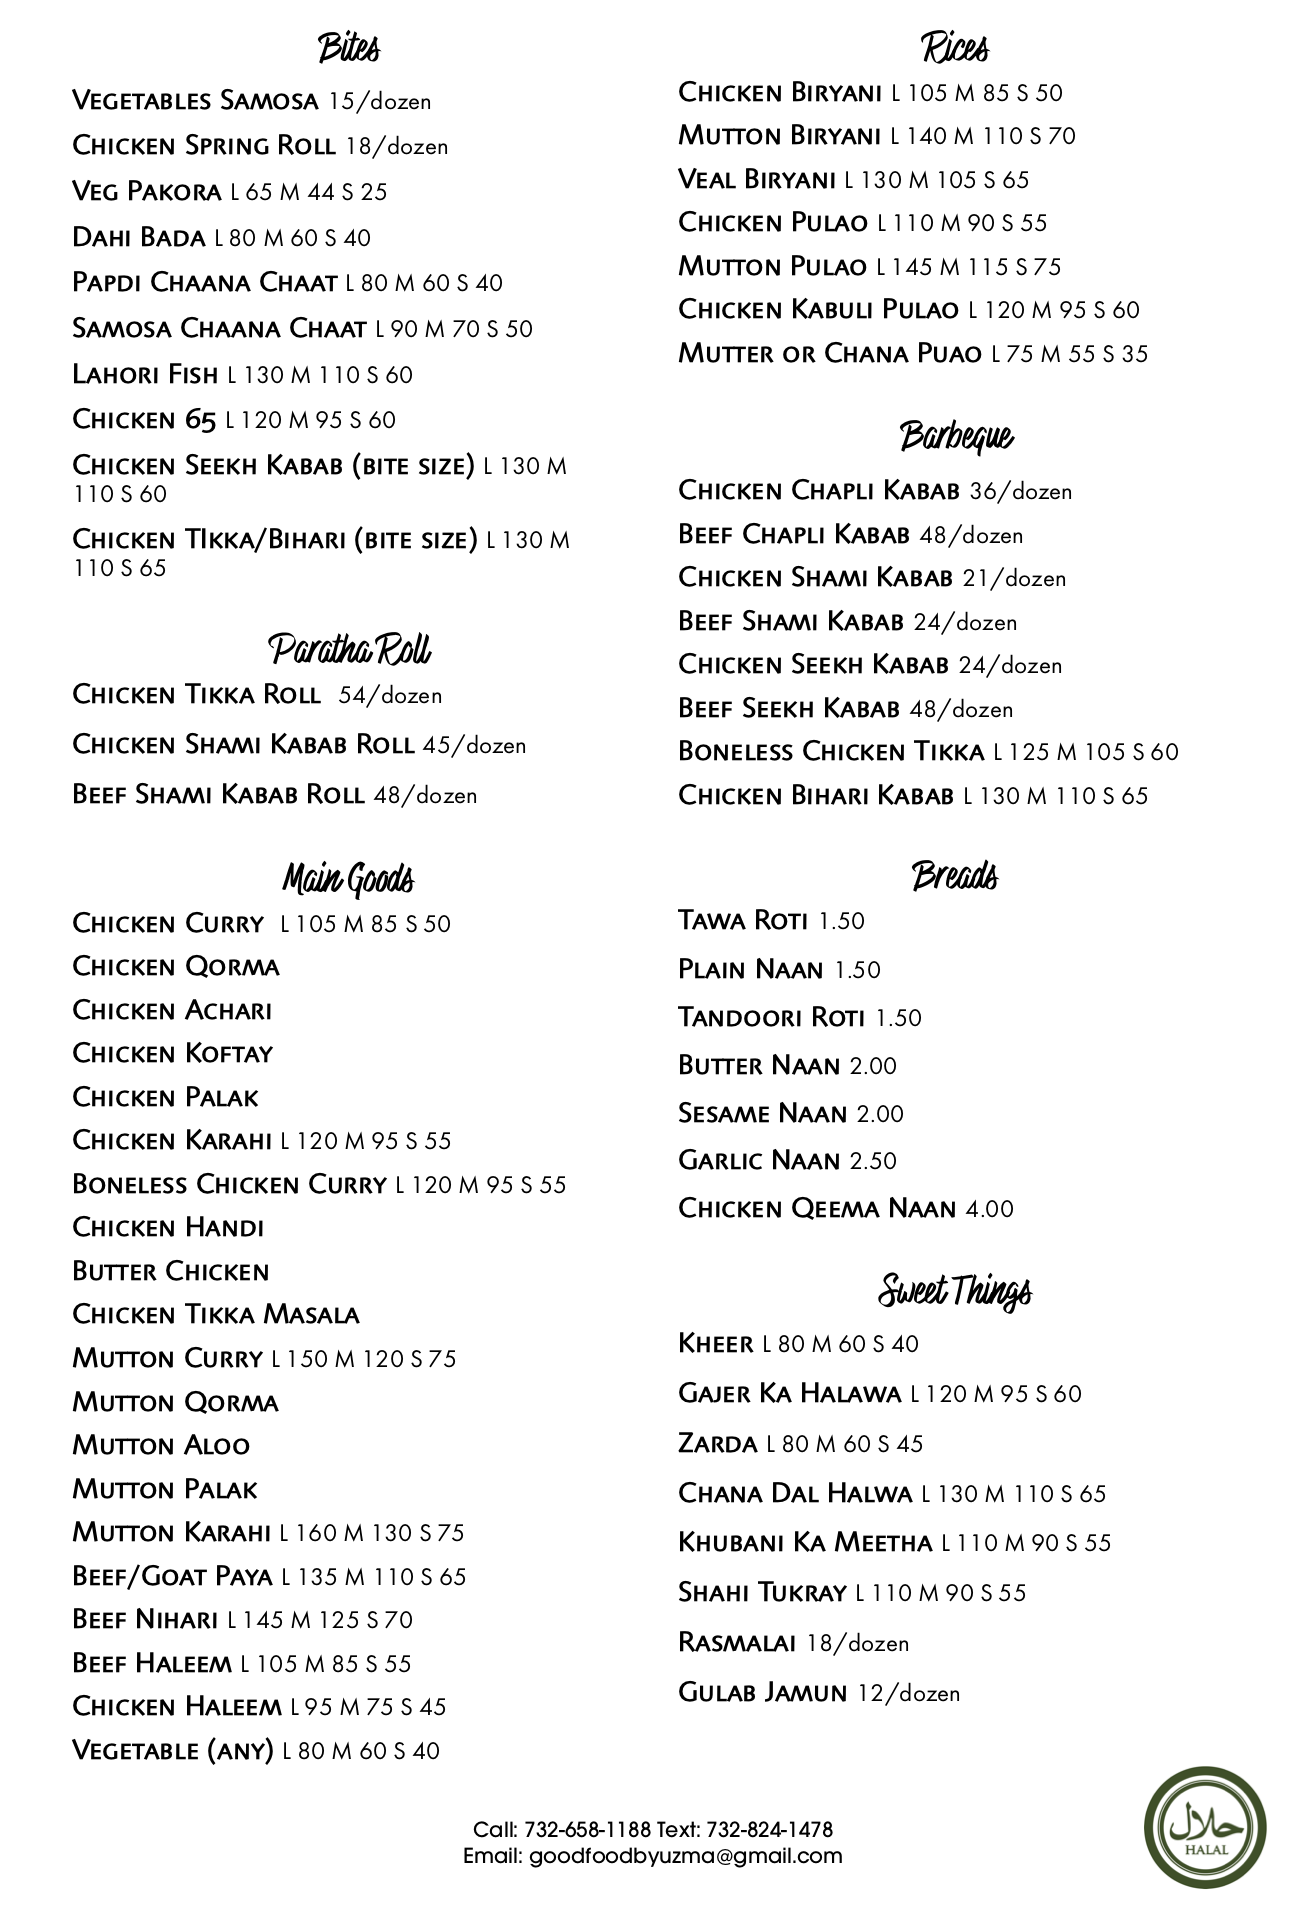 Bites
Vegetables Samosa 15/dozen
Chicken Spring Roll 18/dozen
Veg Pakora L 65 M 44 S 25
Dahi Bada L 80 M 60 S 40
Papdi Chaana Chaat L 80 M 60 S 40
Samosa Chaana Chaat L 90 M 70 S 50
Lahori Fish L 130 M 110 S 60
Chicken 65 L 120 M 95 S 60
Chicken Seekh Kabab (bite size) L 130 M
110 S 60
Chicken TIkka/Bihari (bite size) L 130 M
110 S 65
Paratha Roll
Chicken Tikka Roll 54/dozen
Chicken Shami Kabab Roll 45/dozen
Beef Shami Kabab Roll 48/dozen
Main Goods
Chicken Curry L 105 M 85 S 50
Chicken Qorma
Chicken Achari
Chicken Koftay
Chicken Palak
Chicken Karahi L 120 M 95 S 55
Boneless Chicken Curry L 120 M 95 S 55
Chicken Handi
Butter Chicken
Chicken Tikka Masala
Mutton Curry L 150 M 120 S 75
Mutton Qorma
Mutton Aloo
Mutton Palak
Mutton Karahi L 160 M 130 S 75
Beef/Goat Paya L 135 M 110 S 65
Beef Nihari L 145 M 125 S 70
Beef Haleem L 105 M 85 S 55
Chicken Haleem L 95 M 75 S 45
Vegetable (any) L 80 M 60 S 40
Rices
Chicken Biryani L 105 M 85 S 50
Mutton Biryani L 140 M 110 S 70
Veal Biryani L 130 M 105 S 65
Chicken Pulao L 110 M 90 S 55
Mutton Pulao L 145 M 115 S 75
Chicken Kabuli Pulao L 120 M 95 S 60
Mutter or Chana Puao L 75 M 55 S 35
Barbeque
Chicken Chapli Kabab 36/dozen
Beef Chapli Kabab 48/dozen
Chicken Shami Kabab 21/dozen
Beef Shami Kabab 24/dozen
Chicken Seekh Kabab 24/dozen
Beef Seekh Kabab 48/dozen
Boneless Chicken Tikka L 125 M 105 S 60
Chicken Bihari Kabab L 130 M 110 S 65
Breads
Tawa Roti 1.50
Plain Naan 1.50
Tandoori Roti 1.50
Butter Naan 2.00
Sesame Naan 2.00
Garlic Naan 2.50
Chicken Qeema Naan 4.00
Sweet Things
Kheer L 80 M 60 S 40
Gajer Ka Halawa L 120 M 95 S 60
Zarda L 80 M 60 S 45
Chana Dal Halwa L 130 M 110 S 65
Khubani Ka Meetha L 110 M 90 S 55
Shahi Tukray L 110 M 90 S 55
Rasmalai 18/dozen
Gulab Jamun 12/dozen
Call: 732-658-1188 Text: 732-824-1478
Email: goodfoodbyuzma@gmail.com
حلال
HALAL